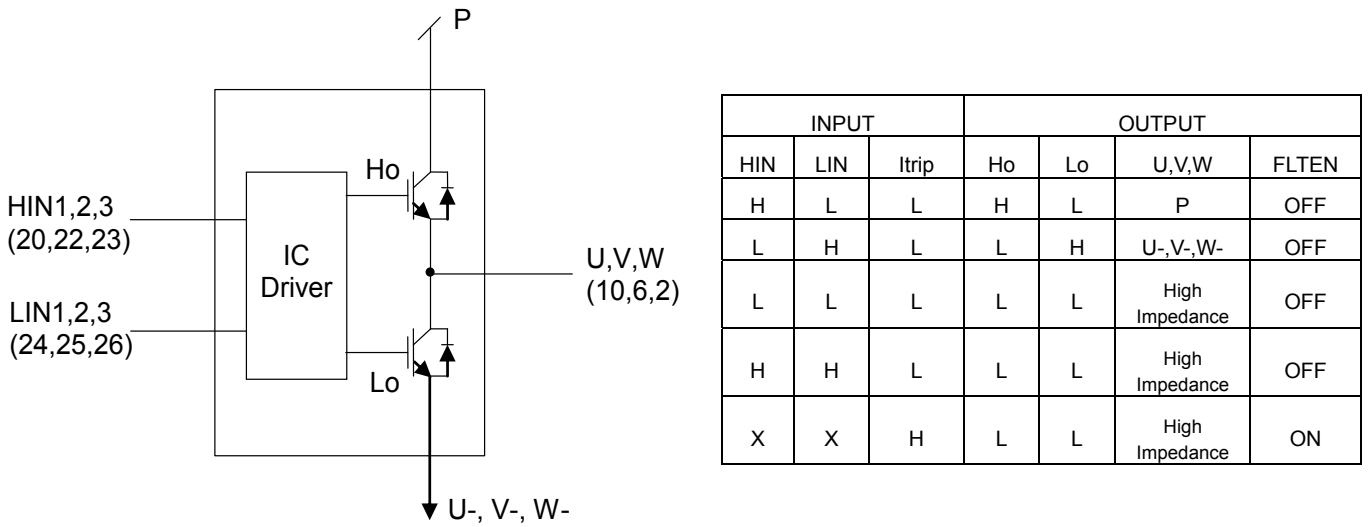 P
Ho
HIN1,2,3
(20,22,23)
IC
Driver
U,V,W
(10,6,2)
LIN1,2,3
(24,25,26)
Lo
U-, V-, W-
INPUT OUTPUT
HIN LIN Itrip Ho Lo U,V,W FLTEN
H L L H L P OFF
L H L L H U-,V-,W- OFF
L L L L L High Impedance OFF
H H L L L High Impedance OFF
X X H L L High Impedance ON